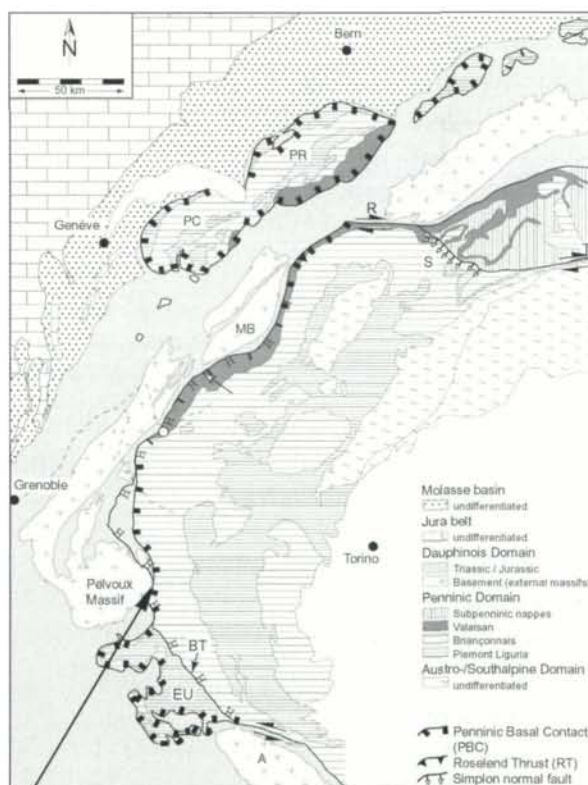 N
50 km
Bern
PR
PC
Genève
R
S
MB
Grenoble
Torino
Pelvoux
Massif
BT
EU
A
Molasse basin
undifferentiated
Jura belt
undifferentiated
Dauphinois Domain
Triassic / Jurassic
Basement (external massifs)
Penninic Domain
Subpenninic nappes
Valaisan
Briançonnais
Piemont Liguria
Austro-/Southalpine Domain
undifferentiated
Penninic Basal Contact
(PBC)
Roselend Thrust (RT)
Simplon normal fault